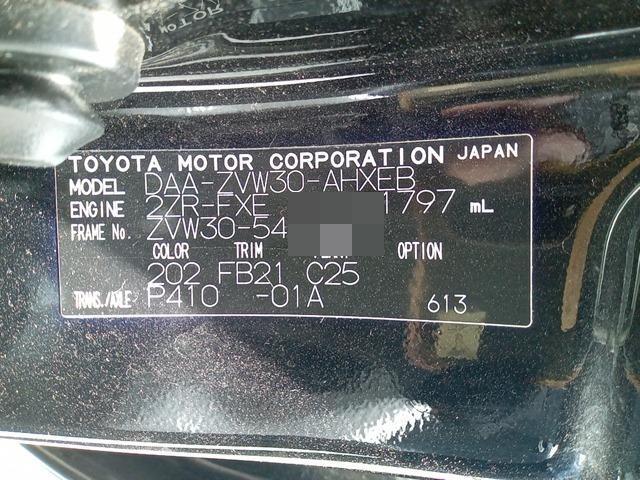 TOYOTA MOTOR CORPORATION JAPAN
MODEL DAA-ZVW30-AHXEB
ENGINE 2ZR-FXE 1797 mL
FRAME No. ZVW30-54
COLOR TRIM OPTION
202 FB21 C25
TRANS./AXLE P410 -01A 613